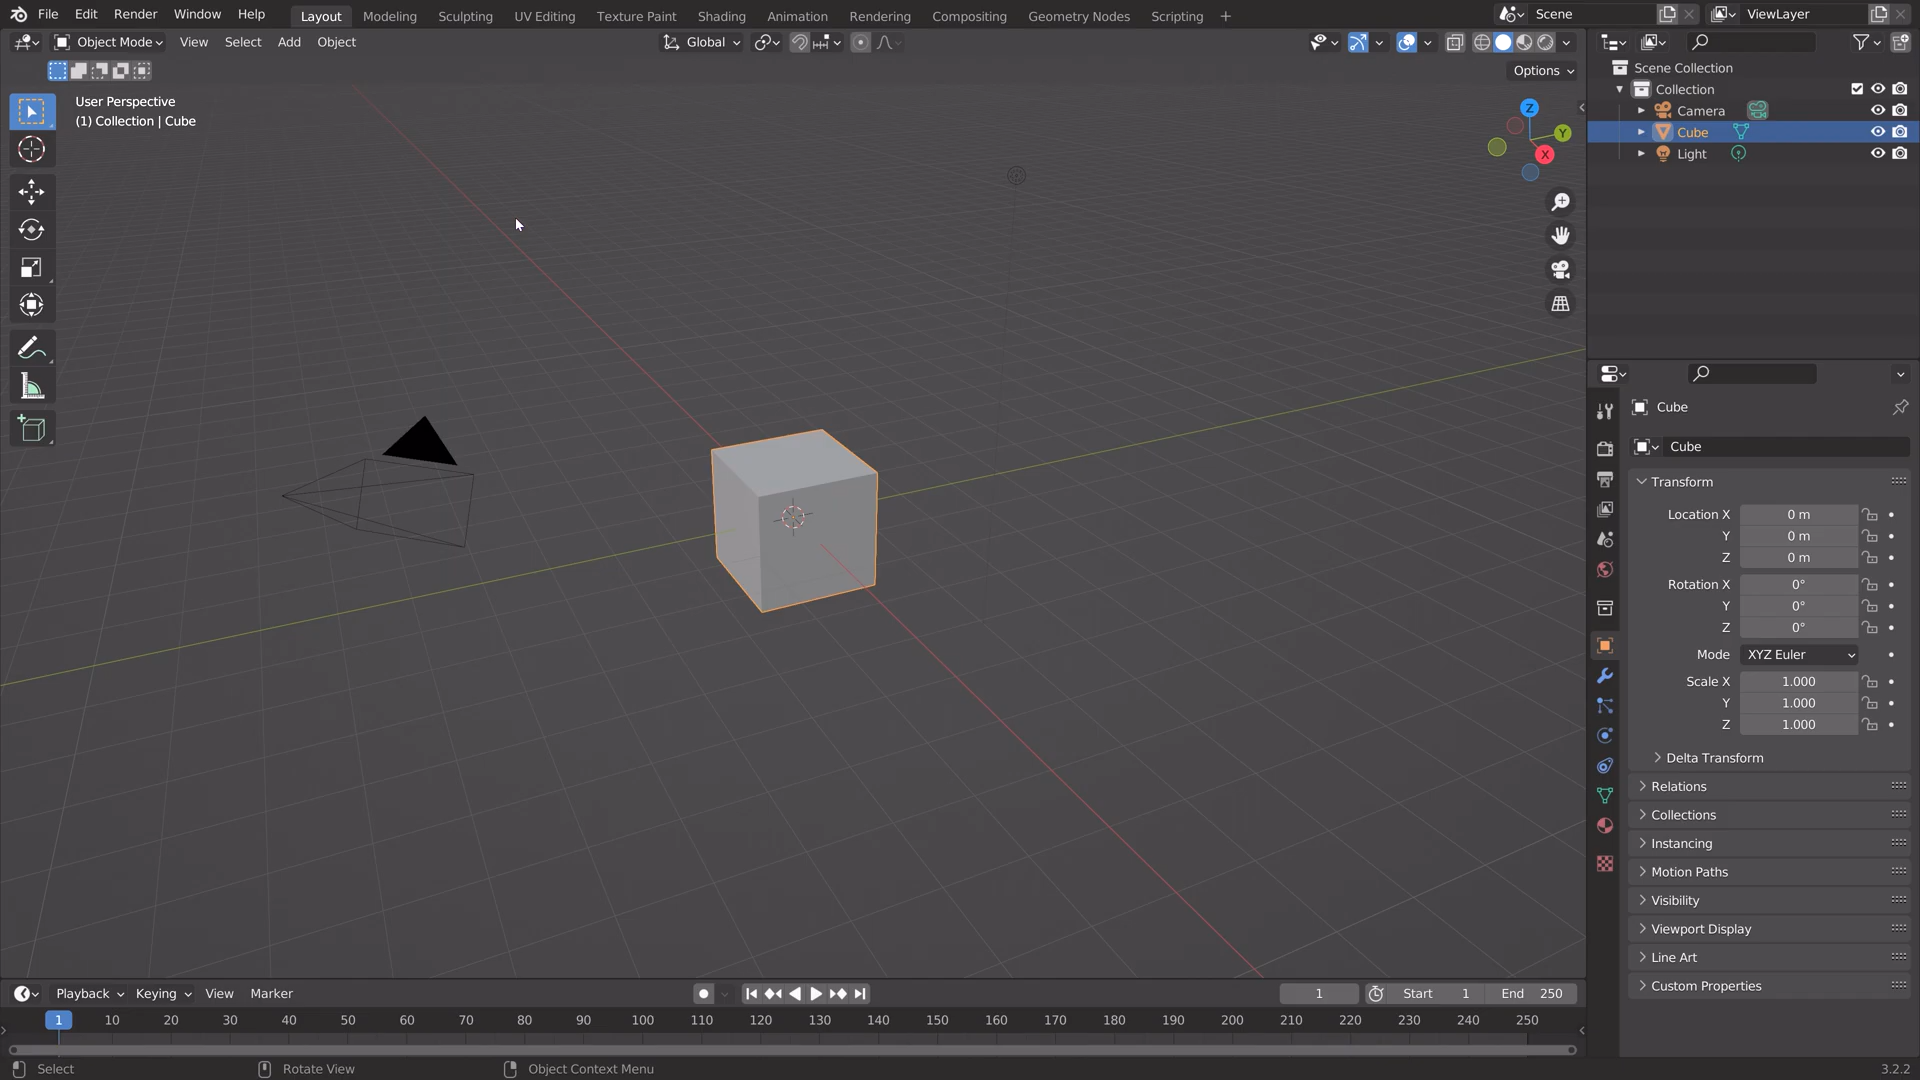 File Edit Render Window Help Layout Modeling Sculpting UV Editing Texture Paint Shading Animation Rendering Compositing Geometry Nodes Scripting + Scene ViewLayer
Object Mode View Select Add Object Global
Options
User Perspective
(1) Collection | Cube
Z
Y
X
Scene Collection
Collection
Camera
Cube
Light
Cube
Cube
Transform
Location X 0 m
Y 0 m
Z 0 m
Rotation X 0°
Y 0°
Z 0°
Mode XYZ Euler
Scale X 1.000
Y 1.000
Z 1.000
Delta Transform
Relations
Collections
Instancing
Motion Paths
Visibility
Viewport Display
Line Art
Custom Properties
Playback Keying View Marker 1 Start 1 End 250
1 10 20 30 40 50 60 70 80 90 100 110 120 130 140 150 160 170 180 190 200 210 220 230 240 250
Select Rotate View Object Context Menu 3.2.2